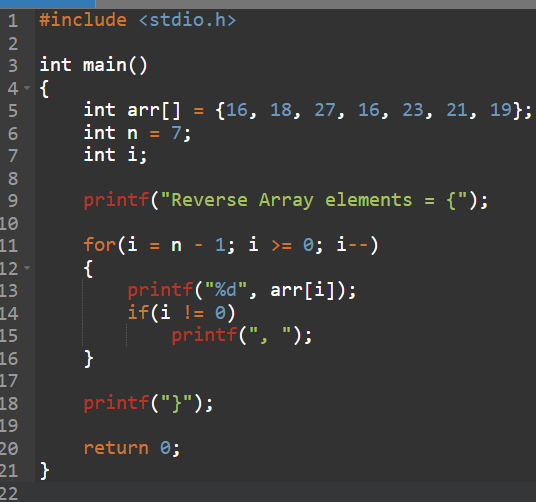 1 #include <stdio.h>
2
3 int main()
4 {
5     int arr[] = {16, 18, 27, 16, 23, 21, 19};
6     int n = 7;
7     int i;
8
9     printf("Reverse Array elements = {");
10
11     for(i = n - 1; i >= 0; i--)
12     {
13         printf("%d", arr[i]);
14         if(i != 0)
15             printf(", ");
16     }
17
18     printf("}");
19
20     return 0;
21 }
22